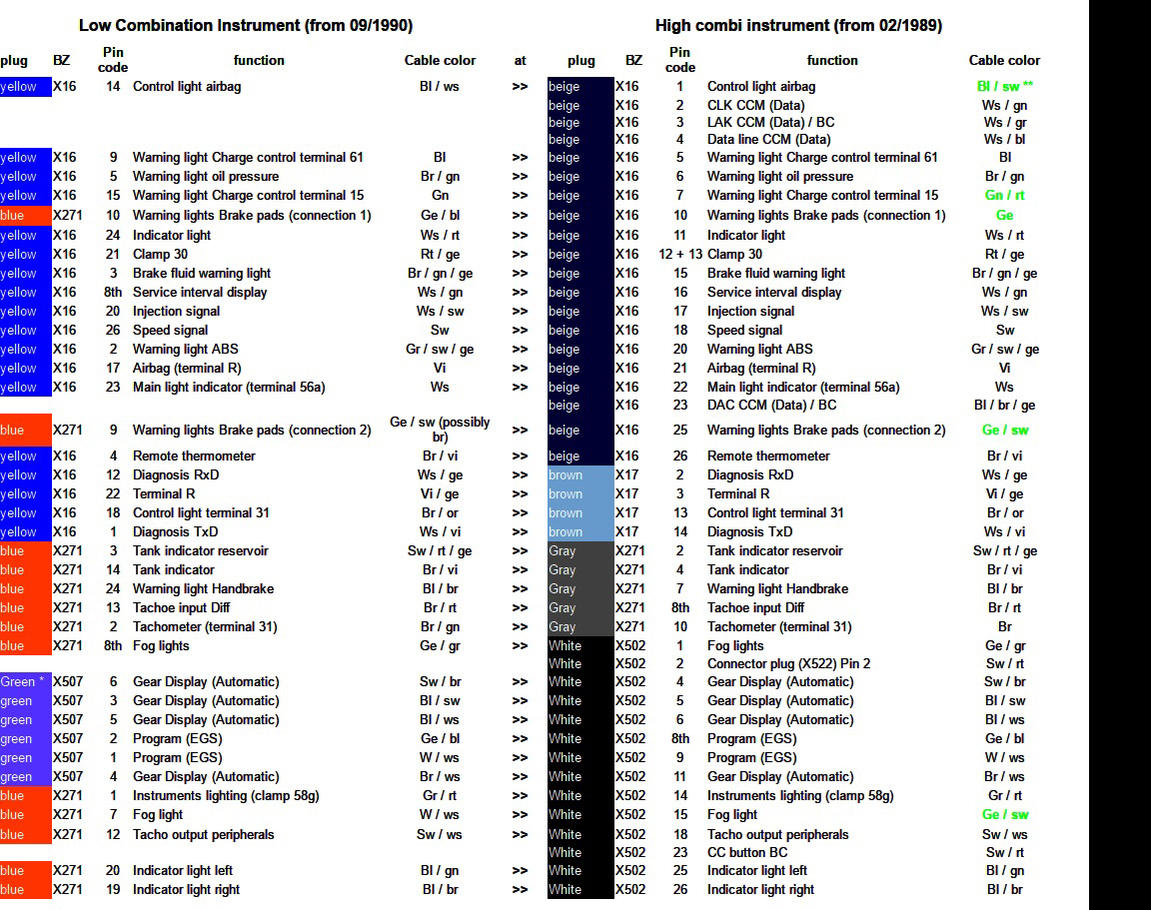 Low Combination Instrument (from 09/1990) High combi instrument (from 02/1989)
plug BZ Pin code function Cable color at plug BZ Pin code function Cable color
yellow X16 14 Control light airbag Bl / ws >> beige X16 1 Control light airbag Bl / sw **
beige X16 2 CLK CCM (Data) Ws / gn
beige X16 3 LAK CCM (Data) / BC Ws / gr
beige X16 4 Data line CCM (Data) Ws / bl
yellow X16 9 Warning light Charge control terminal 61 Bl >> beige X16 5 Warning light Charge control terminal 61 Bl
yellow X16 5 Warning light oil pressure Br / gn >> beige X16 6 Warning light oil pressure Br / gn
yellow X16 15 Warning light Charge control terminal 15 Gn >> beige X16 7 Warning light Charge control terminal 15 Gn / rt
blue X271 10 Warning lights Brake pads (connection 1) Ge / bl >> beige X16 10 Warning lights Brake pads (connection 1) Ge
yellow X16 24 Indicator light Ws / rt >> beige X16 11 Indicator light Ws / rt
yellow X16 21 Clamp 30 Rt / ge >> beige X16 12 + 13 Clamp 30 Rt / ge
yellow X16 3 Brake fluid warning light Br / gn / ge >> beige X16 15 Brake fluid warning light Br / gn / ge
yellow X16 8th Service interval display Ws / gn >> beige X16 16 Service interval display Ws / gn
yellow X16 20 Injection signal Ws / sw >> beige X16 17 Injection signal Ws / sw
yellow X16 26 Speed signal Sw >> beige X16 18 Speed signal Sw
yellow X16 2 Warning light ABS Gr / sw / ge >> beige X16 20 Warning light ABS Gr / sw / ge
yellow X16 17 Airbag (terminal R) Vi >> beige X16 21 Airbag (terminal R) Vi
yellow X16 23 Main light indicator (terminal 56a) Ws >> beige X16 22 Main light indicator (terminal 56a) Ws
beige X16 23 DAC CCM (Data) / BC Bl / br / ge
blue X271 9 Warning lights Brake pads (connection 2) Ge / sw (possibly br) >> beige X16 25 Warning lights Brake pads (connection 2) Ge / sw
yellow X16 4 Remote thermometer Br / vi >> beige X16 26 Remote thermometer Br / vi
yellow X16 12 Diagnosis RxD Ws / ge >> brown X17 2 Diagnosis RxD Ws / ge
yellow X16 22 Terminal R Vi / ge >> brown X17 3 Terminal R Vi / ge
yellow X16 18 Control light terminal 31 Br / or >> brown X17 13 Control light terminal 31 Br / or
yellow X16 1 Diagnosis TxD Ws / vi >> brown X17 14 Diagnosis TxD Ws / vi
blue X271 3 Tank indicator reservoir Sw / rt / ge >> Gray X271 2 Tank indicator reservoir Sw / rt / ge
blue X271 14 Tank indicator Br / vi >> Gray X271 4 Tank indicator Br / vi
blue X271 24 Warning light Handbrake Bl / br >> Gray X271 7 Warning light Handbrake Bl / br
blue X271 13 Tachoe input Diff Br / rt >> Gray X271 8th Tachoe input Diff Br / rt
blue X271 2 Tachometer (terminal 31) Br / gn >> Gray X271 10 Tachometer (terminal 31) Br
blue X271 8th Fog lights Ge / gr >> White X502 1 Fog lights Ge / gr
White X502 2 Connector plug (X522) Pin 2 Sw / rt
Green * X507 6 Gear Display (Automatic) Sw / br >> White X502 4 Gear Display (Automatic) Sw / br
green X507 3 Gear Display (Automatic) Bl / sw >> White X502 5 Gear Display (Automatic) Bl / sw
green X507 5 Gear Display (Automatic) Bl / ws >> White X502 6 Gear Display (Automatic) Bl / ws
green X507 2 Program (EGS) Ge / bl >> White X502 8th Program (EGS) Ge / bl
green X507 1 Program (EGS) W / ws >> White X502 9 Program (EGS) W / ws
green X507 4 Gear Display (Automatic) Br / ws >> White X502 11 Gear Display (Automatic) Br / ws
blue X271 1 Instruments lighting (clamp 58g) Gr / rt >> White X502 14 Instruments lighting (clamp 58g) Gr / rt
blue X271 7 Fog light W / ws >> White X502 15 Fog light Ge / sw
blue X271 12 Tacho output peripherals Sw / ws >> White X502 18 Tacho output peripherals Sw / ws
White X502 23 CC button BC Sw / rt
blue X271 20 Indicator light left Bl / gn >> White X502 25 Indicator light left Bl / gn
blue X271 19 Indicator light right Bl / br >> White X502 26 Indicator light right Bl / br